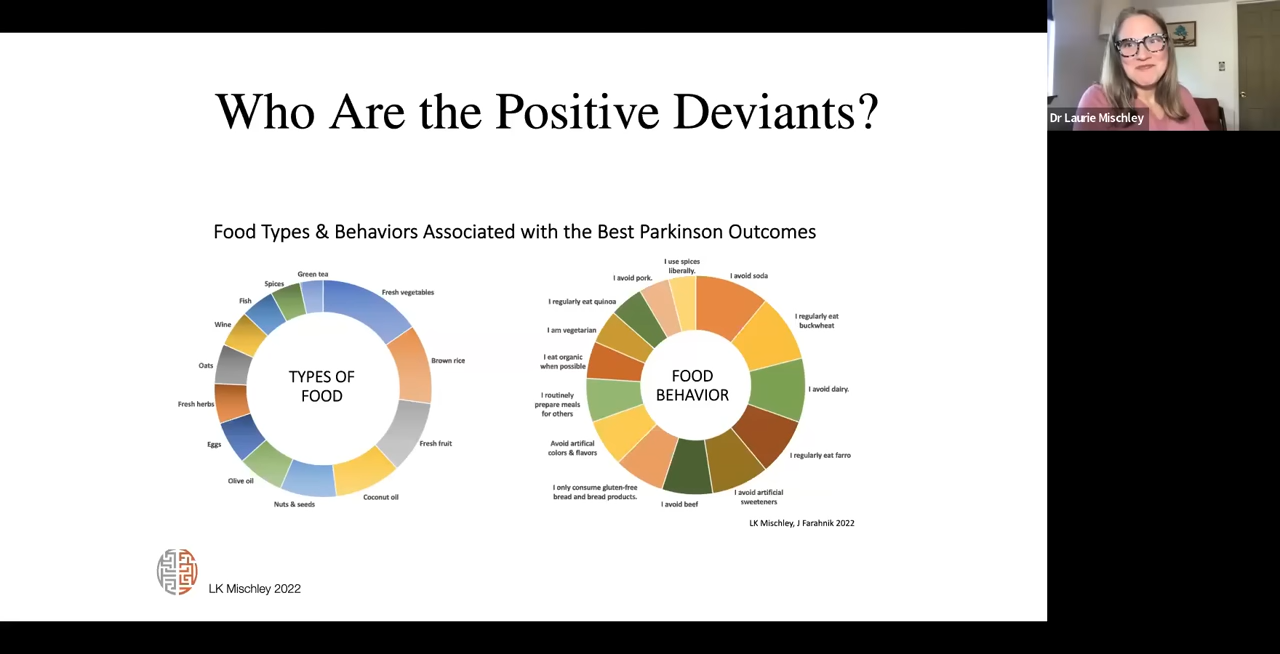 Who Are the Positive Deviants?
Dr Laurie Mischley
Food Types & Behaviors Associated with the Best Parkinson Outcomes
Green tea
Fresh vegetables
Brown rice
Fresh fruit
Coconut oil
Nuts & seeds
Olive oil
Eggs
Fresh herbs
Oats
Wine
Fish
Spices
TYPES OF
FOOD
I use spices
liberally.
I avoid soda
I regularly eat
buckwheat
I avoid dairy.
I regularly eat farro
I avoid artificial
sweeteners
I avoid beef
I only consume gluten-free
bread and bread products.
Avoid artifical
colors & flavors
I routinely
prepare meals
for others
I eat organic
when possible
I am vegetarian
I regularly eat quinoa
I avoid pork.
FOOD
BEHAVIOR
LK Mischley, J Farahnik 2022
LK Mischley 2022